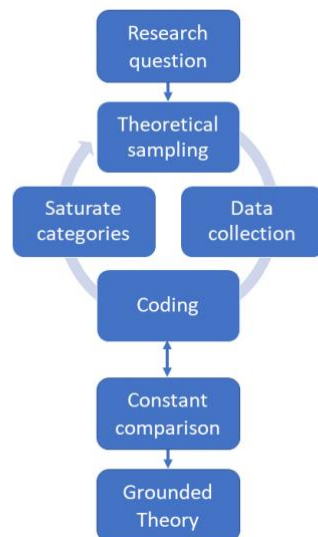 Research
question
Theoretical
sampling
Saturate
categories
Data
collection
Coding
Constant
comparison
Grounded
Theory